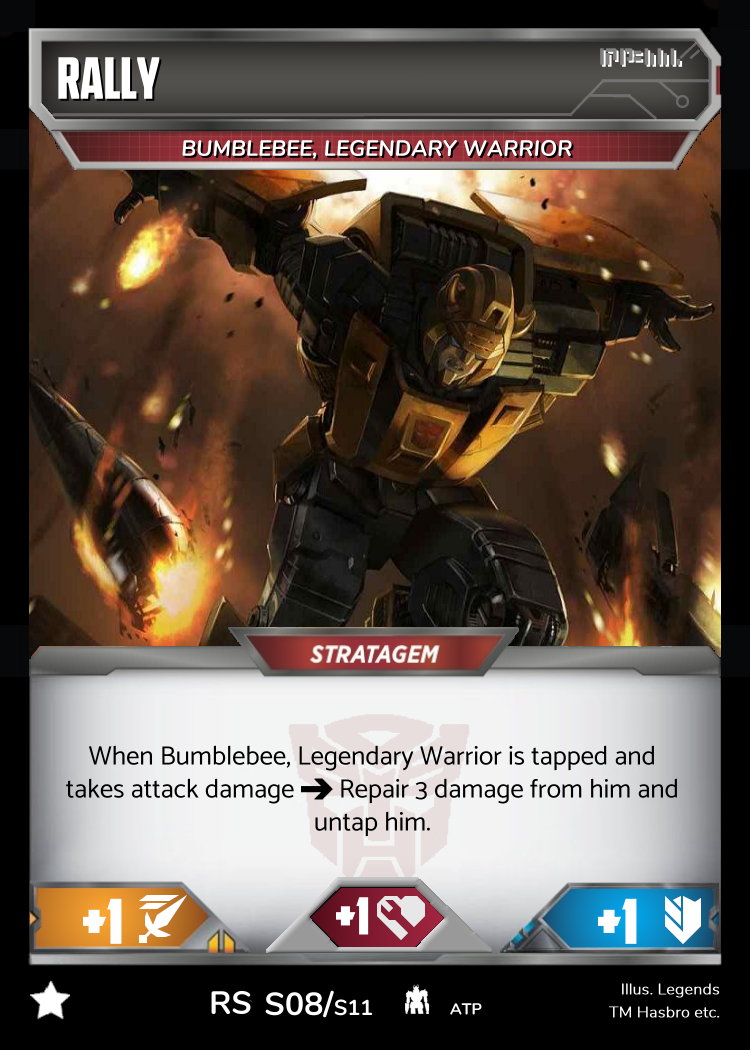 RALLY
BUMBLEBEE, LEGENDARY WARRIOR
STRATAGEM
When Bumblebee, Legendary Warrior is tapped and
takes attack damage ➔ Repair 3 damage from him and
untap him.
+1 +1 +1
RS S08/S11 ATP
Illus. Legends
TM Hasbro etc.